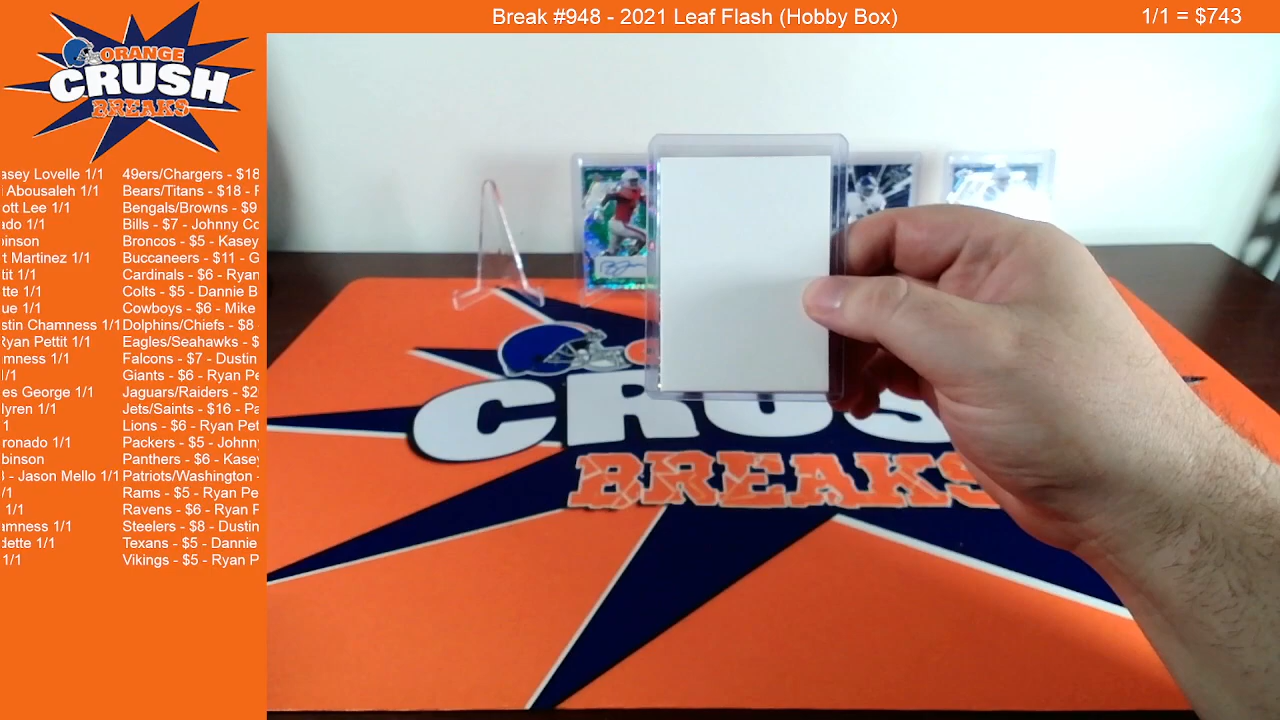 Break #948 - 2021 Leaf Flash (Hobby Box)
1/1 = $743
ORANGE
CRUSH
BREAKS
asey Lovelle 1/1 49ers/Chargers - $18
Abousaleh 1/1 Bears/Titans - $18 -
ott Lee 1/1 Bengals/Browns - $9
ado 1/1 Bills - $7 - Johnny Co
inson Broncos - $5 - Kasey
t Martinez 1/1 Buccaneers - $11 - G
tit 1/1 Cardinals - $6 - Ryan
tte 1/1 Colts - $5 - Dannie B
ue 1/1 Cowboys - $6 - Mike
stin Chamness 1/1 Dolphins/Chiefs - $8
Ryan Pettit 1/1 Eagles/Seahawks - $
mness 1/1 Falcons - $7 - Dustin
/1 Giants - $6 - Ryan Pe
es George 1/1 Jaguars/Raiders - $2
lyren 1/1 Jets/Saints - $16 - Pa
1 Lions - $6 - Ryan Pet
ronado 1/1 Packers - $5 - Johnny
binson Panthers - $6 - Kasey
- Jason Mello 1/1 Patriots/Washington -
/1 Rams - $5 - Ryan Pe
1/1 Ravens - $6 - Ryan P
amness 1/1 Steelers - $8 - Dustin
dette 1/1 Texans - $5 - Dannie
1/1 Vikings - $5 - Ryan P
CRUS
BREAKS